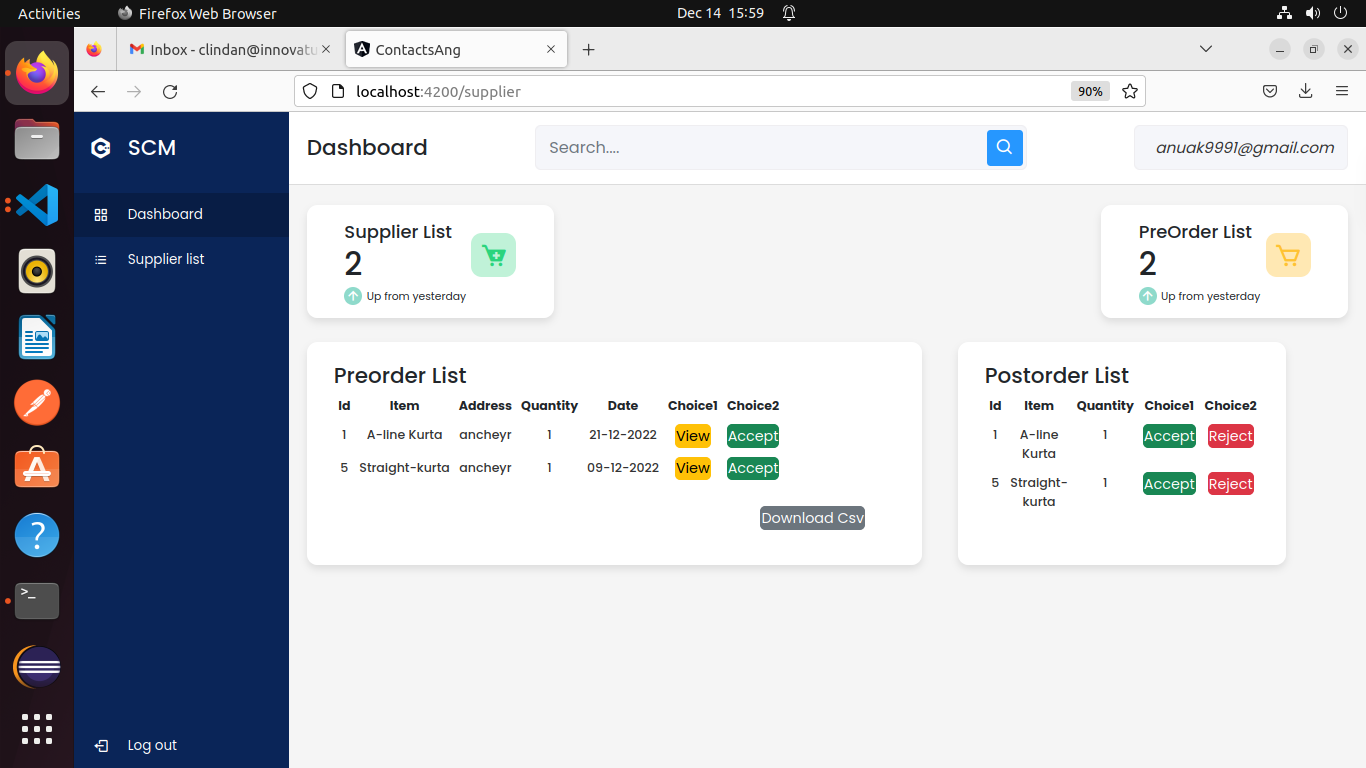 Activities Firefox Web Browser Dec 14 15:59
Inbox - clindan@innovatu ContactsAng
localhost:4200/supplier 90%
SCM
Dashboard
Supplier list
Log out
Dashboard Search.... anuak9991@gmail.com
Supplier List
2
Up from yesterday
PreOrder List
2
Up from yesterday
Preorder List
Id Item Address Quantity Date Choice1 Choice2
1 A-line Kurta ancheyr 1 21-12-2022 View Accept
5 Straight-kurta ancheyr 1 09-12-2022 View Accept
Download Csv
Postorder List
Id Item Quantity Choice1 Choice2
1 A-line 1 Accept Reject
Kurta
5 Straight- 1 Accept Reject
kurta